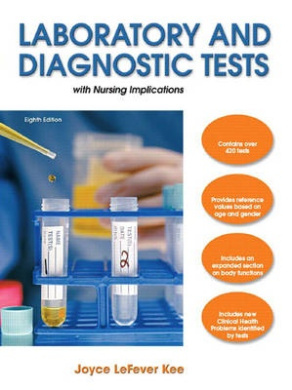 LABORATORY AND
DIAGNOSTIC TESTS
with Nursing Implications
Eighth Edition
Contains over
420 tests
Provides reference
values based on
age and gender
Includes an
expanded section
on body functions
Includes new
Clinical Health
Problems identified
by tests
NAME
DATE
Joyce LeFever Kee